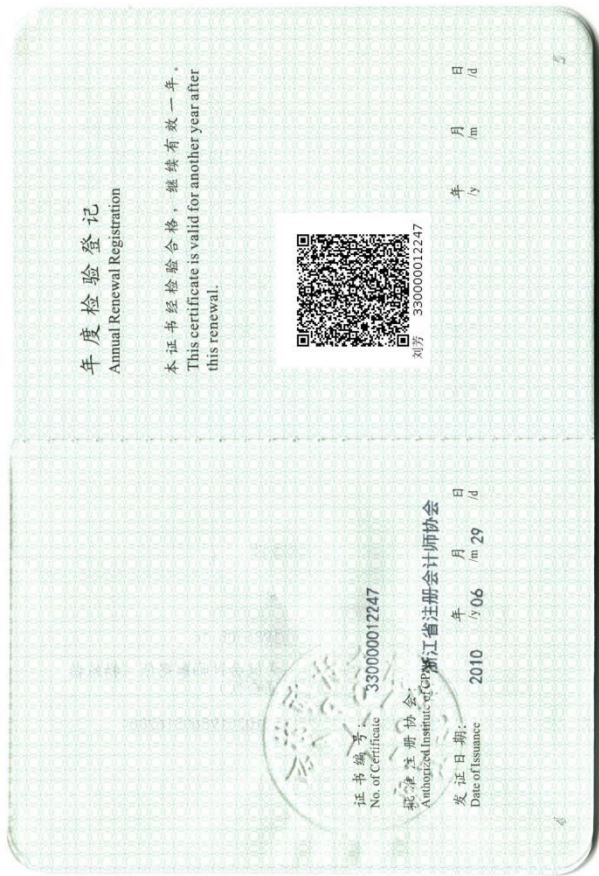 年度检验登记
Annual Renewal Registration
本证书经检验合格，继续有效一年。
This certificate is valid for another year after
this renewal.
刘芳 330000012247
年 月 日
/y /m /d
5
证书编号：
No. of Certificate
330000012247
批准注册协会：
Authorized Institute of CPAs
浙江省注册会计师协会
发证日期：
Date of Issuance
2010 年 /y 06 月 /m 29 日 /d
4